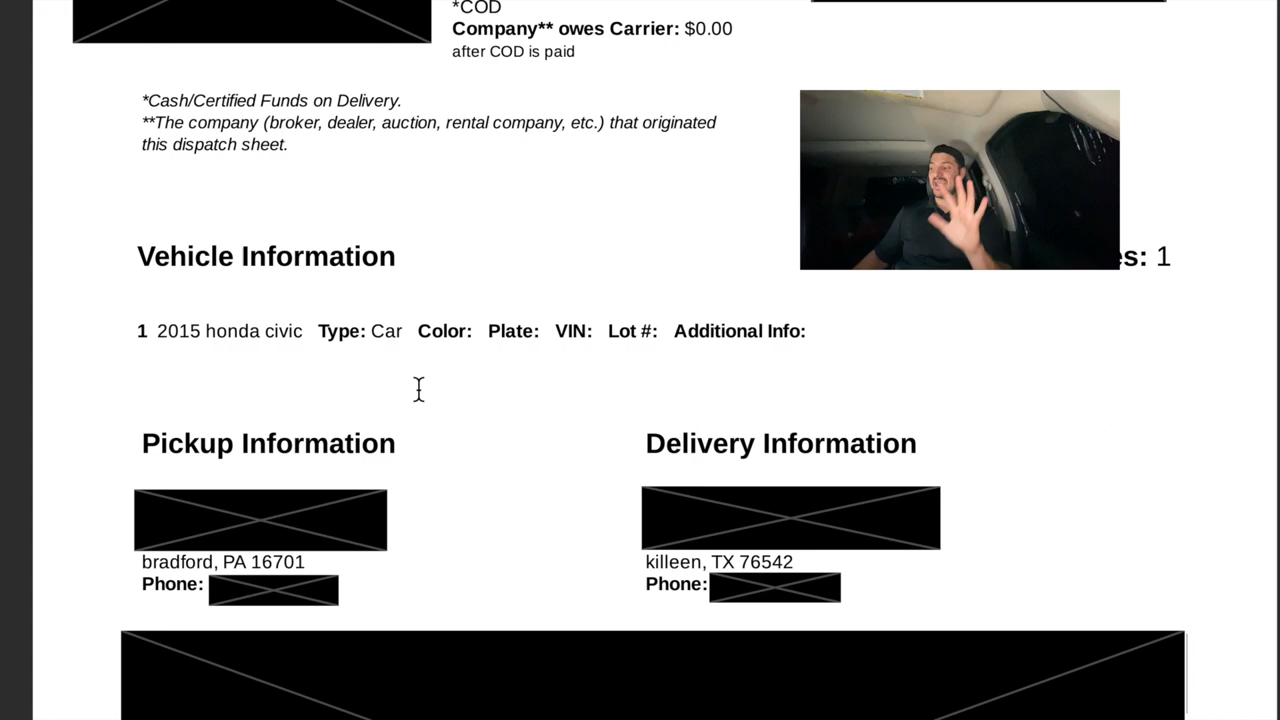 *COD
Company** owes Carrier: $0.00
after COD is paid
*Cash/Certified Funds on Delivery.
**The company (broker, dealer, auction, rental company, etc.) that originated
this dispatch sheet.
Vehicle Information
es: 1
1 2015 honda civic Type: Car Color: Plate: VIN: Lot #: Additional Info:
Pickup Information
Delivery Information
bradford, PA 16701
Phone:
killeen, TX 76542
Phone: